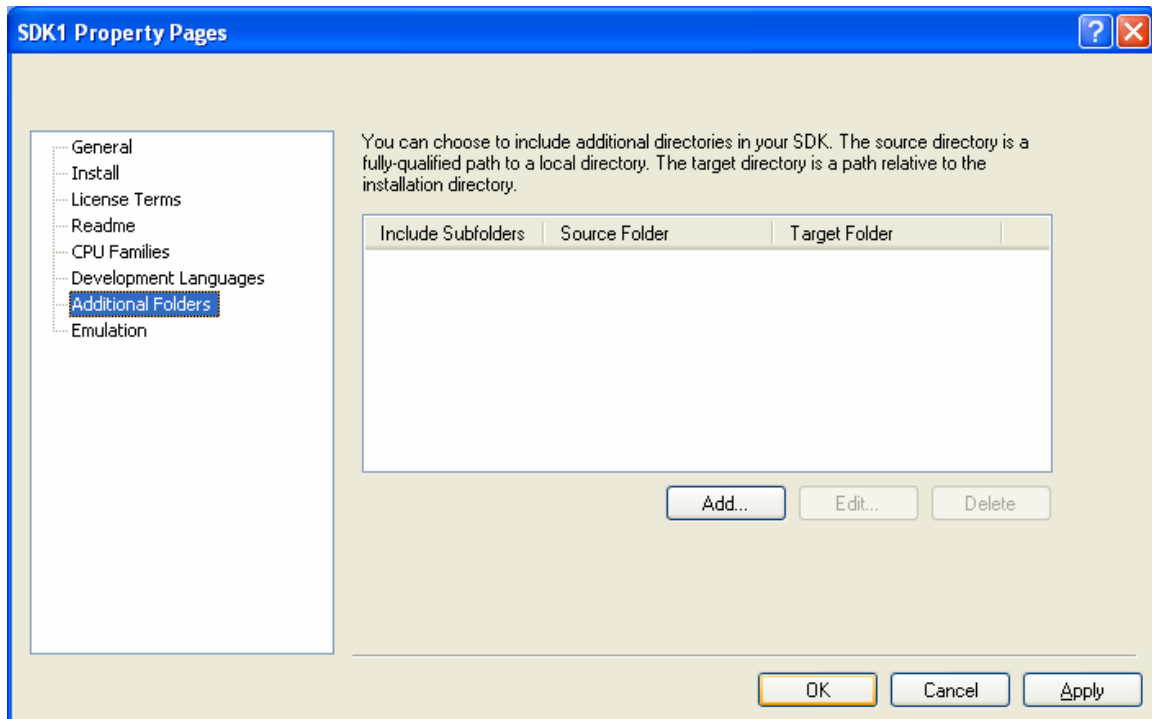 SDK1 Property Pages
General
Install
License Terms
Readme
CPU Families
Development Languages
Additional Folders
Emulation
You can choose to include additional directories in your SDK. The source directory is a
fully-qualified path to a local directory. The target directory is a path relative to the
installation directory.
Include Subfolders Source Folder Target Folder
Add... Edit... Delete
OK Cancel Apply